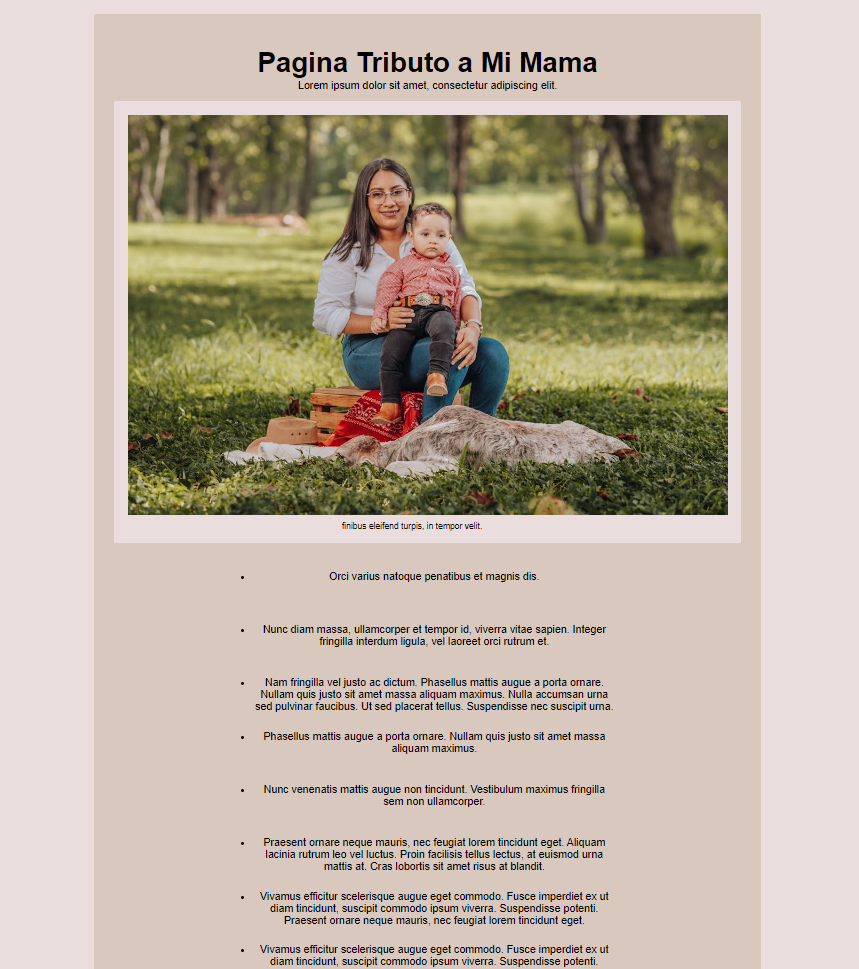 Pagina Tributo a Mi Mama
Lorem ipsum dolor sit amet, consectetur adipiscing elit.
finibus eleifend turpis, in tempor velit.
Orci varius natoque penatibus et magnis dis.
Nunc diam massa, ullamcorper et tempor id, viverra vitae sapien. Integer
fringilla interdum ligula, vel laoreet orci rutrum et.
Nam fringilla vel justo ac dictum. Phasellus mattis augue a porta ornare.
Nullam quis justo sit amet massa aliquam maximus. Nulla accumsan urna
sed pulvinar faucibus. Ut sed placerat tellus. Suspendisse nec suscipit urna.
Phasellus mattis augue a porta ornare. Nullam quis justo sit amet massa
aliquam maximus.
Nunc venenatis mattis augue non tincidunt. Vestibulum maximus fringilla
sem non ullamcorper.
Praesent ornare neque mauris, nec feugiat lorem tincidunt eget. Aliquam
lacinia rutrum leo vel luctus. Proin facilisis tellus lectus, at euismod urna
mattis at. Cras lobortis sit amet risus at blandit.
Vivamus efficitur scelerisque augue eget commodo. Fusce imperdiet ex ut
diam tincidunt, suscipit commodo ipsum viverra. Suspendisse potenti.
Praesent ornare neque mauris, nec feugiat lorem tincidunt eget.
Vivamus efficitur scelerisque augue eget commodo. Fusce imperdiet ex ut
diam tincidunt, suscipit commodo ipsum viverra. Suspendisse potenti.